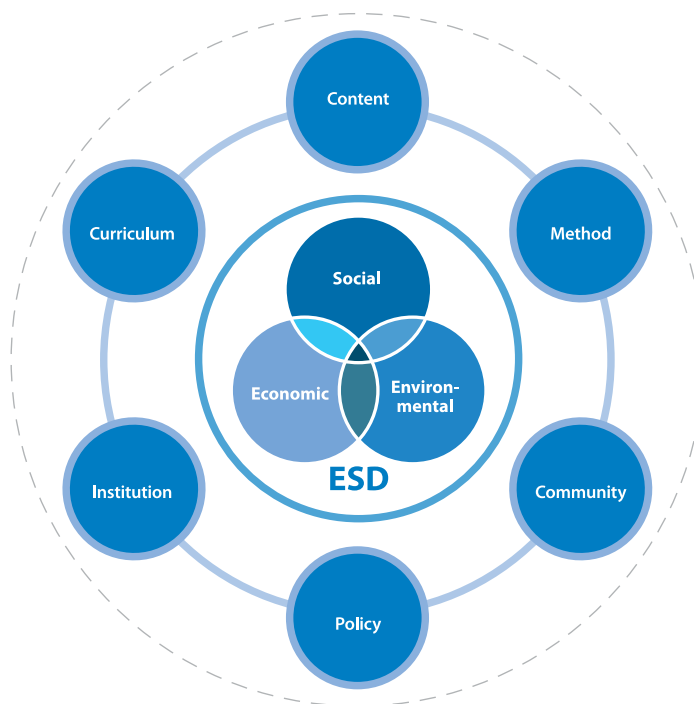 Content
Curriculum
Method
Social
Economic
Environ-
mental
ESD
Institution
Community
Policy